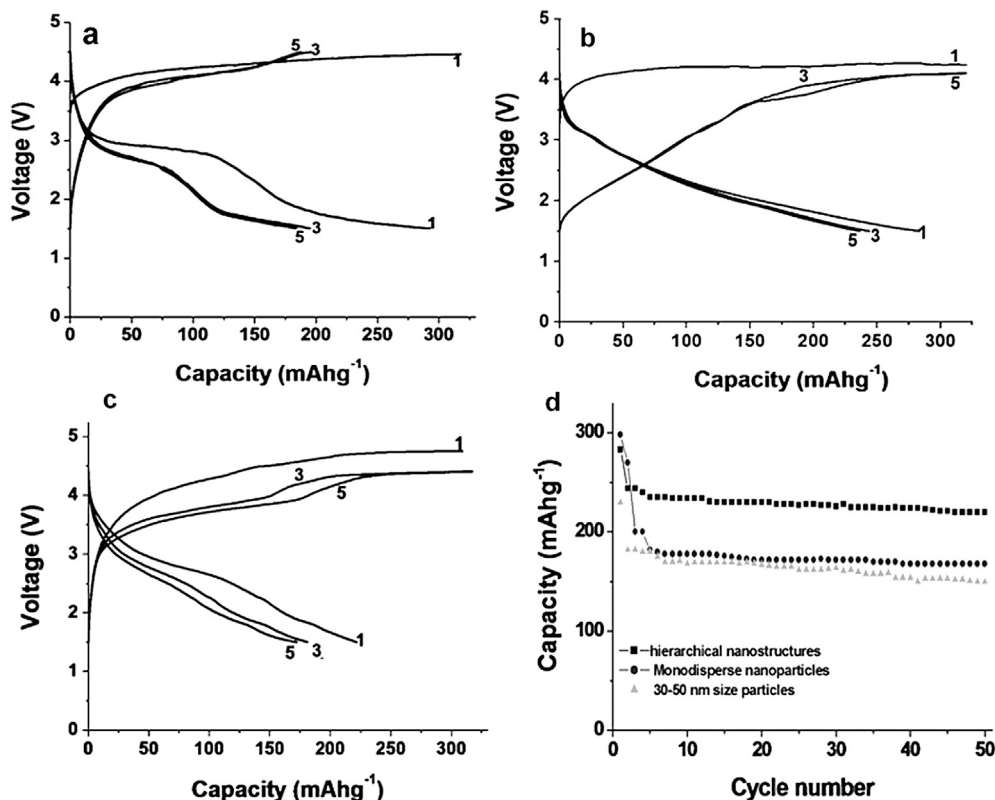 a
5
4
3
2
1
0
Voltage (V)
5 3
1
1
3
5
0 50 100 150 200 250 300
Capacity (mAhg-1)
b
5
4
3
2
1
0
Voltage (V)
1
3
5
5 3 1
0 50 100 150 200 250 300
Capacity (mAhg-1)
c
5
4
3
2
1
0
Voltage (V)
1
3
5
5 3 1
0 50 100 150 200 250 300
Capacity (mAhg-1)
d
300
200
100
0
Capacity (mAhg-1)
hierarchical nanostructures
Monodisperse nanoparticles
30-50 nm size particles
0 10 20 30 40 50
Cycle number